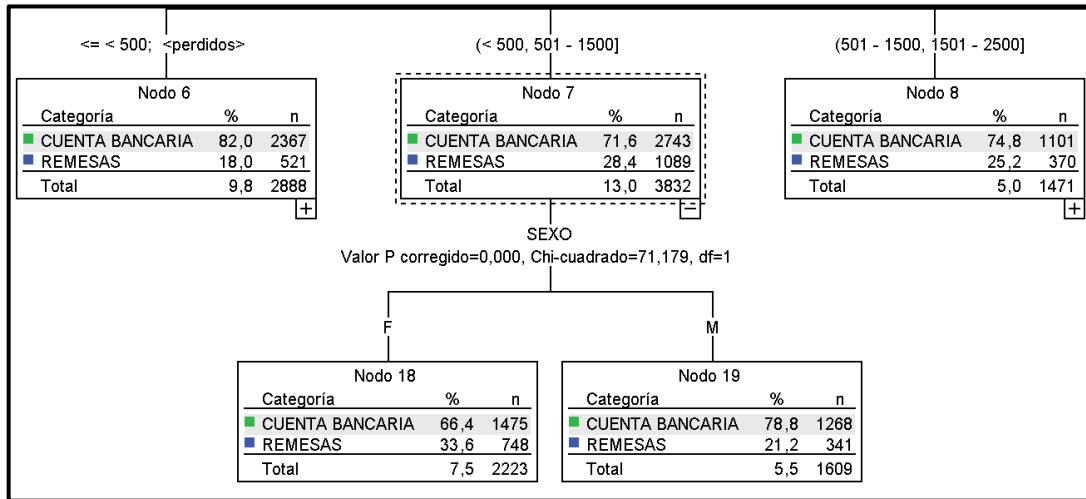 <= < 500; <perdidos>
(< 500, 501 - 1500]
(501 - 1500, 1501 - 2500]
Nodo 6
Categoría % n
CUENTA BANCARIA 82,0 2367
REMESAS 18,0 521
Total 9,8 2888
+
Nodo 7
Categoría % n
CUENTA BANCARIA 71,6 2743
REMESAS 28,4 1089
Total 13,0 3832
−
Nodo 8
Categoría % n
CUENTA BANCARIA 74,8 1101
REMESAS 25,2 370
Total 5,0 1471
+
SEXO
Valor P corregido=0,000, Chi-cuadrado=71,179, df=1
F
M
Nodo 18
Categoría % n
CUENTA BANCARIA 66,4 1475
REMESAS 33,6 748
Total 7,5 2223
Nodo 19
Categoría % n
CUENTA BANCARIA 78,8 1268
REMESAS 21,2 341
Total 5,5 1609